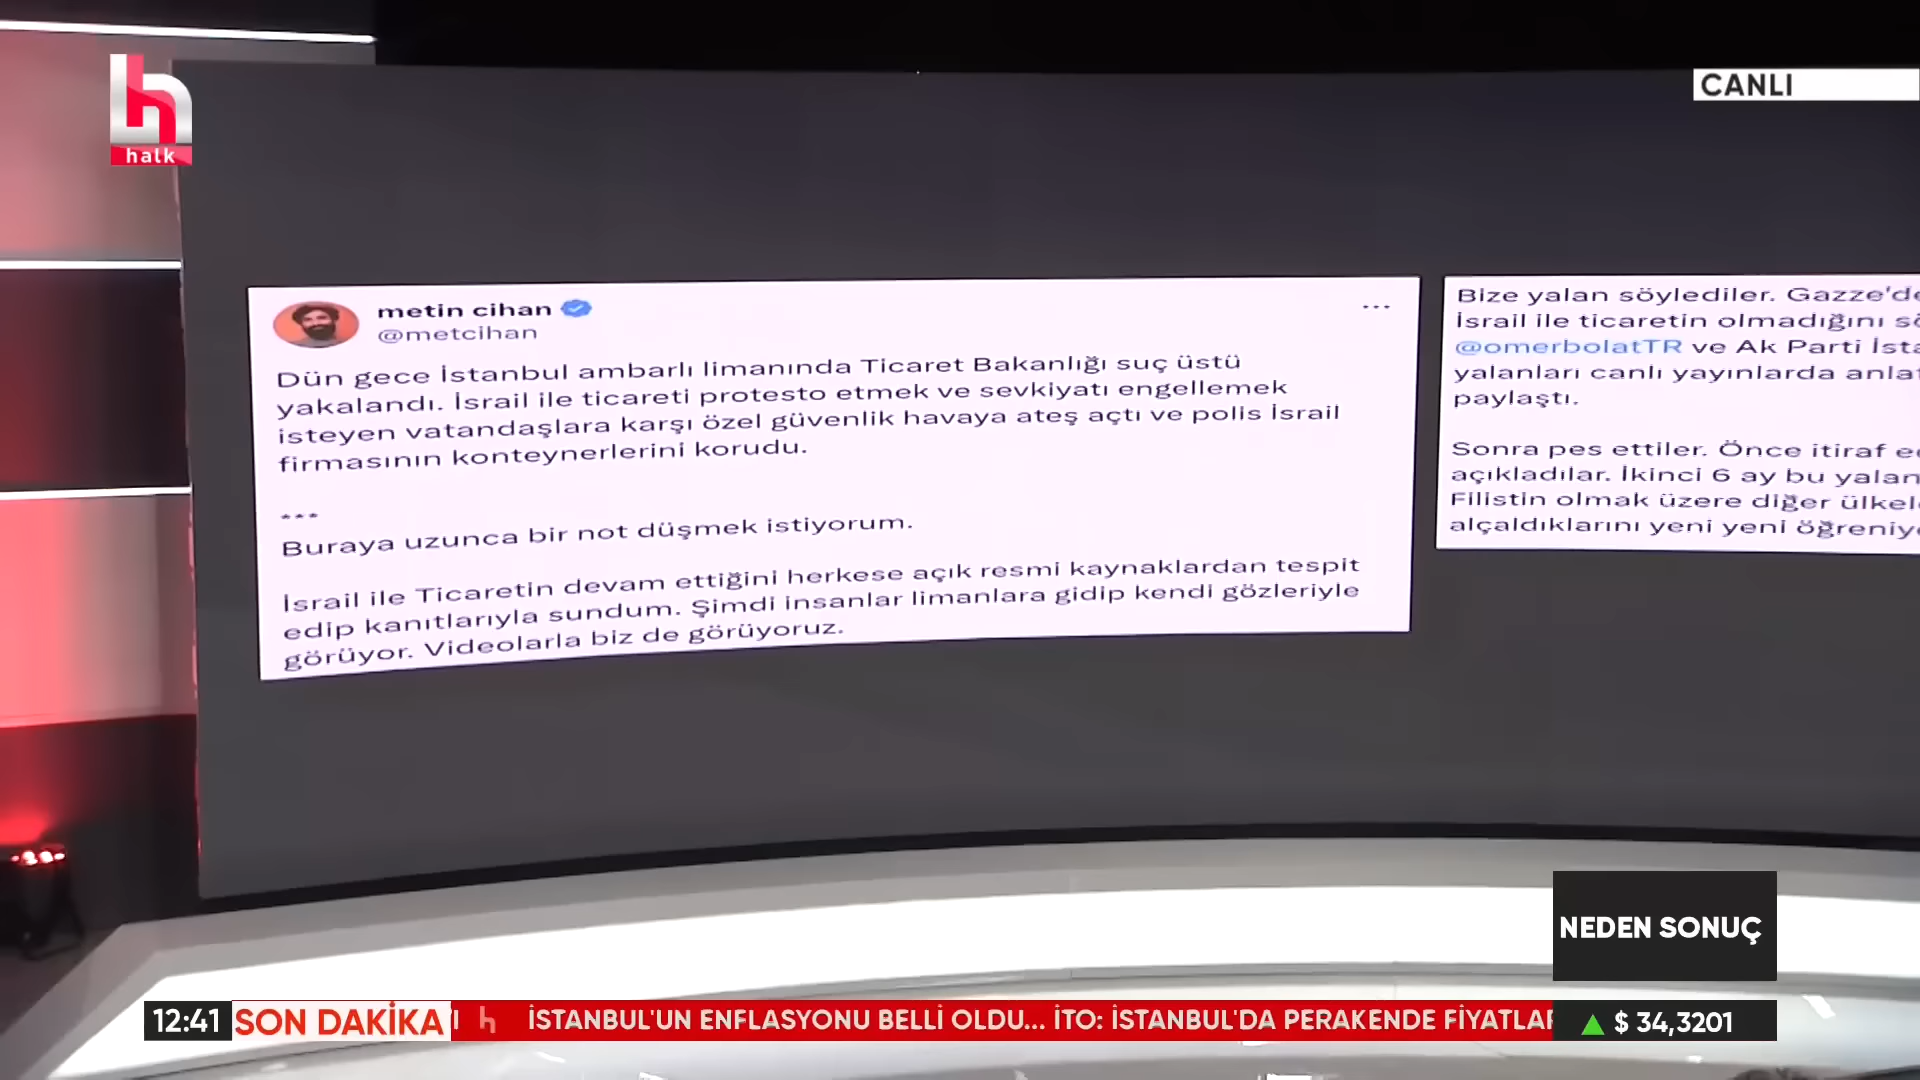 halk
CANLI
metin cihan
@metcihan
Dün gece İstanbul ambarlı limanında Ticaret Bakanlığı suç üstü
yakalandı. İsrail ile ticareti protesto etmek ve sevkiyatı engellemek
isteyen vatandaşlara karşı özel güvenlik havaya ateş açtı ve polis İsrail
firmasının konteynerlerini korudu.
***
Buraya uzunca bir not düşmek istiyorum.
İsrail ile Ticaretin devam ettiğini herkese açık resmi kaynaklardan tespit
edip kanıtlarıyla sundum. Şimdi insanlar limanlara gidip kendi gözleriyle
görüyor. Videolarla biz de görüyoruz.
Bize yalan söylediler. Gazze'de
İsrail ile ticaretin olmadığını
@omerbolatTR ve Ak Parti
yalanları canlı yayınlarda
paylaştı.
Sonra pes ettiler. Önce itiraf
açıkladılar. İkinci 6 ay bu yalan
Filistin olmak üzere diğer
alçaldıklarını yeni yeni
NEDEN SONUÇ
12:41 SON DAKİKA İSTANBUL'UN ENFLASYONU BELLİ OLDU... İTO: İSTANBUL'DA PERAKENDE FİYATLAR $ 34,3201